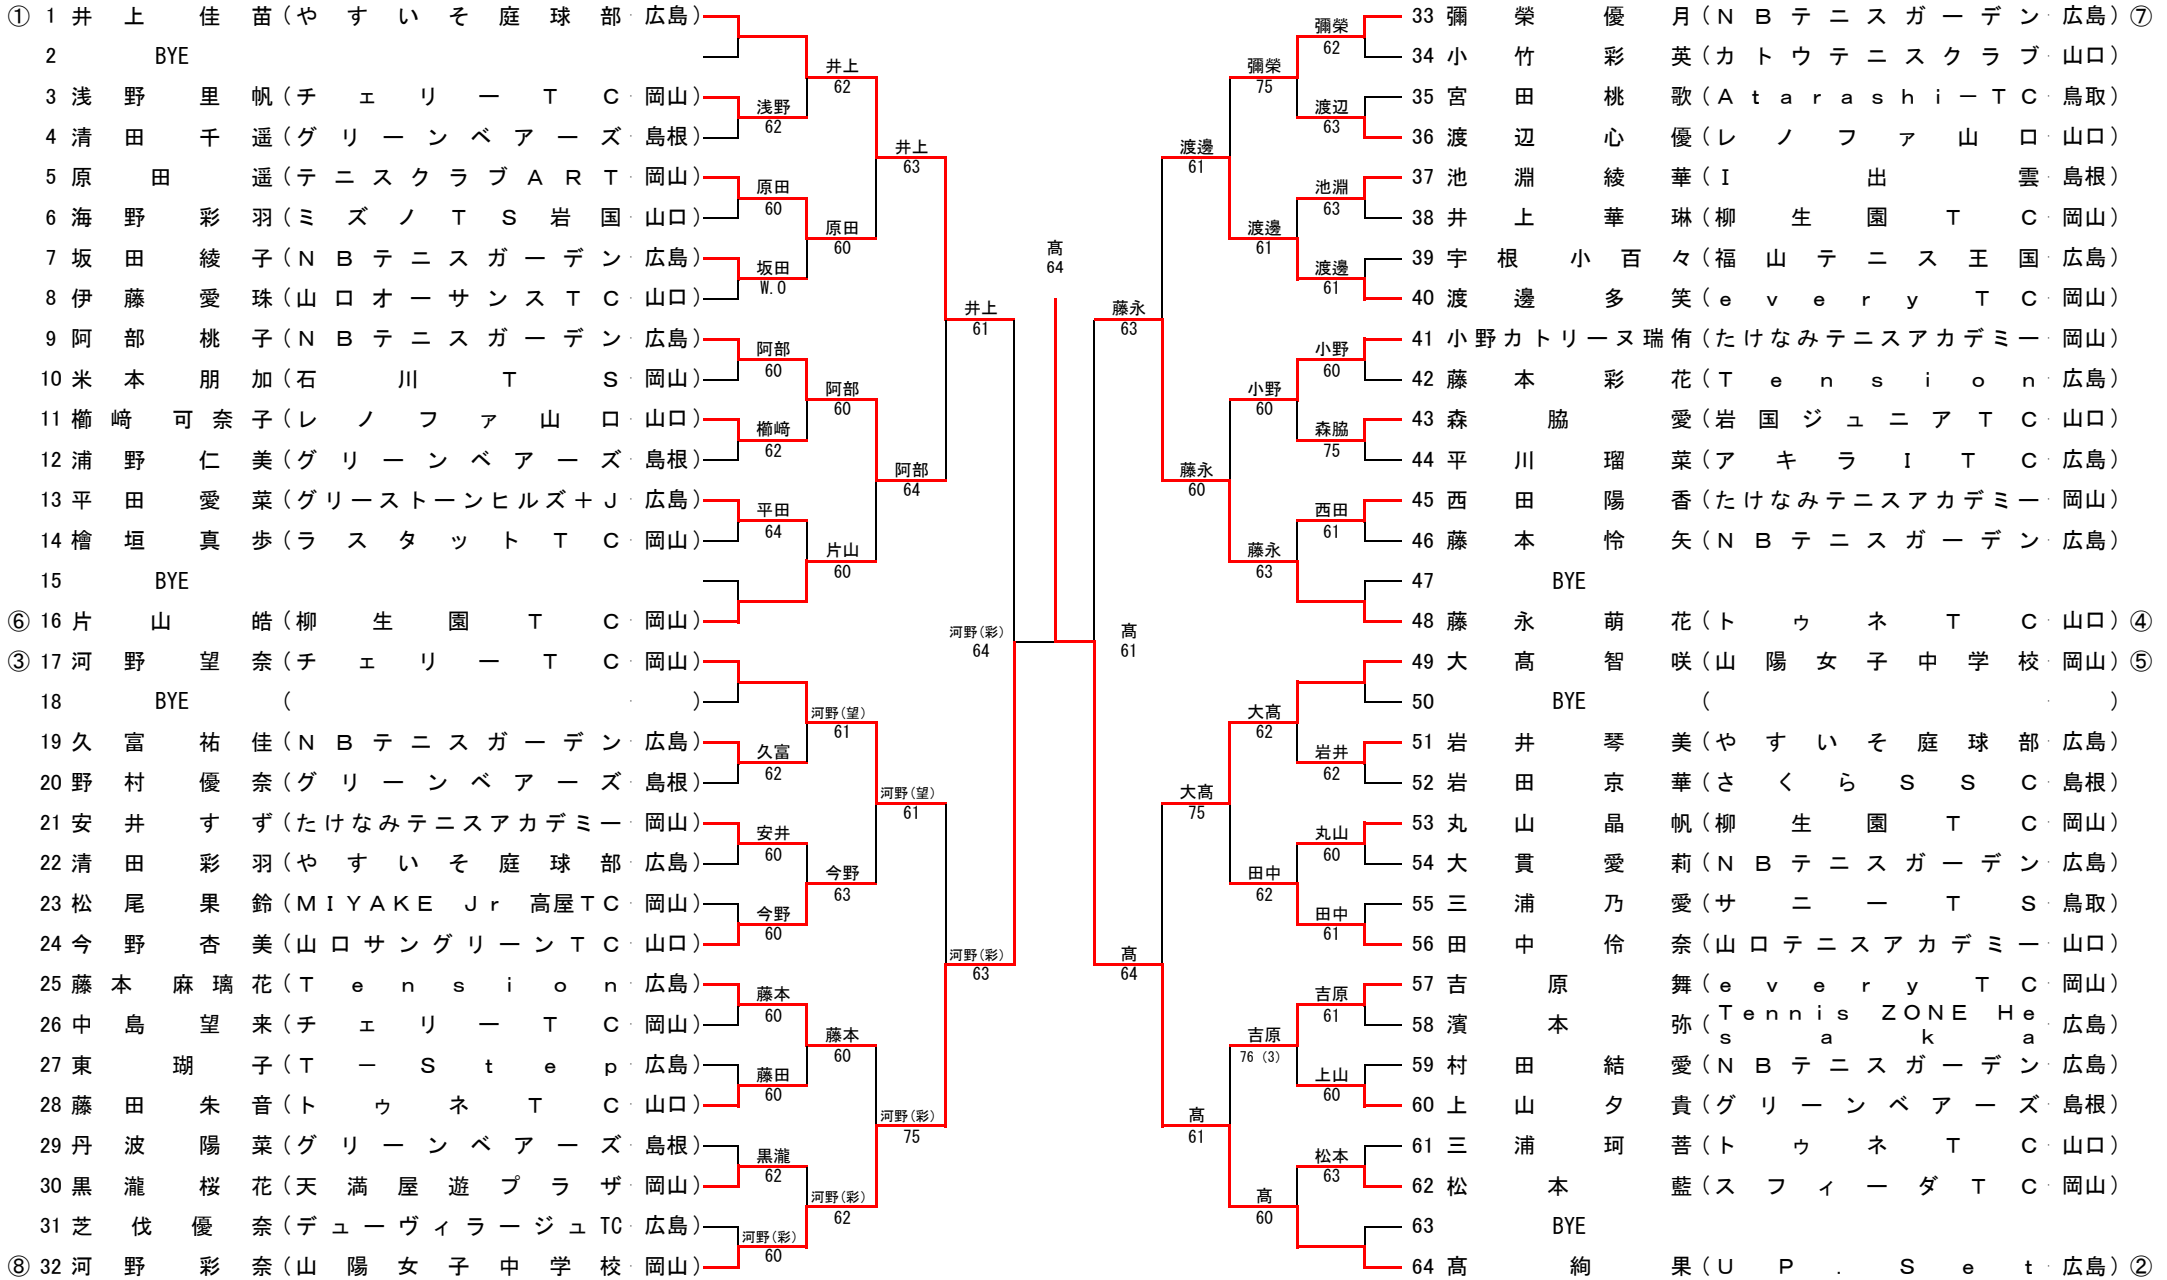 ① 1 井上佳苗(やすいそ庭球部 広島)
2 BYE
3 浅野里帆(チェリーTC 岡山)
4 清田千遥(グリーンベアーズ 島根)
5 原田遥(テニスクラブART 岡山)
6 海野彩羽(ミズノTS岩国 山口)
7 坂田綾子(NBテニスガーデン 広島)
8 伊藤愛珠(山口オーサンスTC 山口)
9 阿部桃子(NBテニスガーデン 広島)
10 米本朋加(石川TS 岡山)
11 櫛﨑可奈子(レノファ山口 山口)
12 浦野仁美(グリーンベアーズ 島根)
13 平田愛菜(グリーストーンヒルズ+J 広島)
14 檜垣真歩(ラスタットTC 岡山)
15 BYE
⑥ 16 片山皓(柳生園TC 岡山)
③ 17 河野望奈(チェリーTC 岡山)
18 BYE ( )
19 久富祐佳(NBテニスガーデン 広島)
20 野村優奈(グリーンベアーズ 島根)
21 安井すず(たけなみテニスアカデミー 岡山)
22 清田彩羽(やすいそ庭球部 広島)
23 松尾果鈴(MIYAKE Jr 高屋TC 岡山)
24 今野杏美(山口サングリーンTC 山口)
25 藤本麻璃花(Tension 広島)
26 中島望来(チェリーTC 岡山)
27 東瑚子(T-Step 広島)
28 藤田朱音(トゥネTC 山口)
29 丹波陽菜(グリーンベアーズ 島根)
30 黒瀧桜花(天満屋遊プラザ 岡山)
31 芝伐優奈(デューヴィラージュTC 広島)
⑧ 32 河野彩奈(山陽女子中学校 岡山)
浅野
62
原田
60
坂田
W.O
阿部
60
櫛﨑
62
平田
64
久富
62
安井
60
今野
60
藤本
60
藤田
60
黒瀧
62
河野(彩)
60
井上
62
原田
60
阿部
60
片山
60
河野(望)
61
今野
63
藤本
60
河野(彩)
62
井上
63
阿部
64
河野(望)
61
河野(彩)
75
井上
61
河野(彩)
63
河野(彩)
64
髙
64
髙
61
藤永
63
髙
64
渡邊
61
藤永
60
大髙
75
髙
61
彌榮
75
渡邊
61
小野
60
藤永
63
大髙
62
田中
62
吉原
76 (3)
髙
60
彌榮
62
渡辺
63
池淵
63
渡邊
61
小野
60
森脇
75
西田
61
岩井
62
丸山
60
田中
61
吉原
61
上山
60
松本
63
33 彌榮優月(NBテニスガーデン 広島) ⑦
34 小竹彩英(カトウテニスクラブ 山口)
35 宮田桃歌(Atarashi-TC 鳥取)
36 渡辺心優(レノファ山口 山口)
37 池淵綾華(I出雲 島根)
38 井上華琳(柳生園TC 岡山)
39 宇根小百々(福山テニス王国 広島)
40 渡邊多笑(everyTC 岡山)
41 小野カトリーヌ瑞侑(たけなみテニスアカデミー 岡山)
42 藤本彩花(Tension 広島)
43 森脇愛(岩国ジュニアTC 山口)
44 平川瑠菜(アキラITC 広島)
45 西田陽香(たけなみテニスアカデミー 岡山)
46 藤本怜矢(NBテニスガーデン 広島)
47 BYE
48 藤永萌花(トゥネTC 山口) ④
49 大髙智咲(山陽女子中学校 岡山) ⑤
50 BYE ( )
51 岩井琴美(やすいそ庭球部 広島)
52 岩田京華(さくらSSC 島根)
53 丸山晶帆(柳生園TC 岡山)
54 大貫愛莉(NBテニスガーデン 広島)
55 三浦乃愛(サニーTS 鳥取)
56 田中伶奈(山口テニスアカデミー 山口)
57 吉原舞(everyTC 岡山)
58 濱本弥(Tennis ZONE Hesaka 広島)
59 村田結愛(NBテニスガーデン 広島)
60 上山夕貴(グリーンベアーズ 島根)
61 三浦珂菩(トゥネTC 山口)
62 松本藍(スフィーダTC 岡山)
63 BYE
64 髙絢果(UP.Set 広島) ②